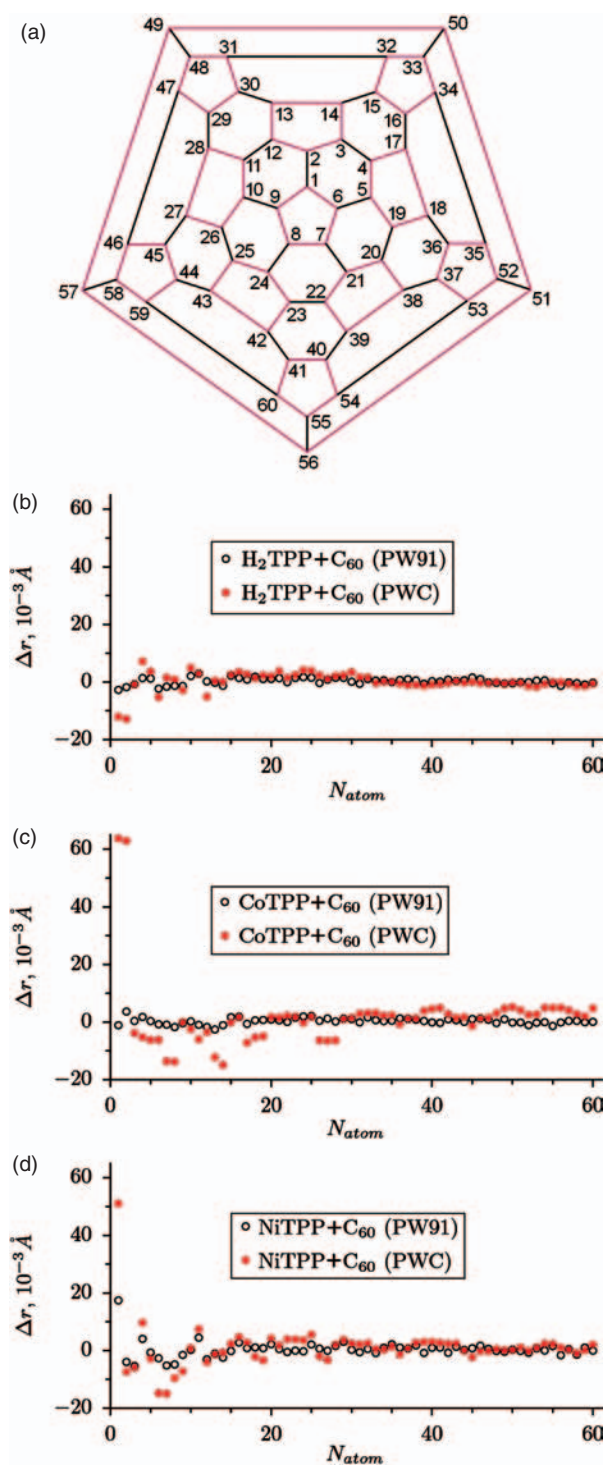 (a)
49 50
31 32
48 33
47 30 15 34
13 14 16
29 12 2 3 17
28 11 1 4
10 9 6 5
27 8 7 19 18
46 26 36 35
45 25 20
44 24 22 21 37 52
57 58 43 23 38 51
59 53
42 39
40
41
60 54
55
56
(b)
60
40
20
0
−20
Δr, 10⁻³ Å
H₂TPP+C₆₀ (PW91)
H₂TPP+C₆₀ (PWC)
0 20 40 60
N_atom
(c)
60
40
20
0
−20
Δr, 10⁻³ Å
CoTPP+C₆₀ (PW91)
CoTPP+C₆₀ (PWC)
0 20 40 60
N_atom
(d)
60
40
20
0
−20
Δr, 10⁻³ Å
NiTPP+C₆₀ (PW91)
NiTPP+C₆₀ (PWC)
0 20 40 60
N_atom